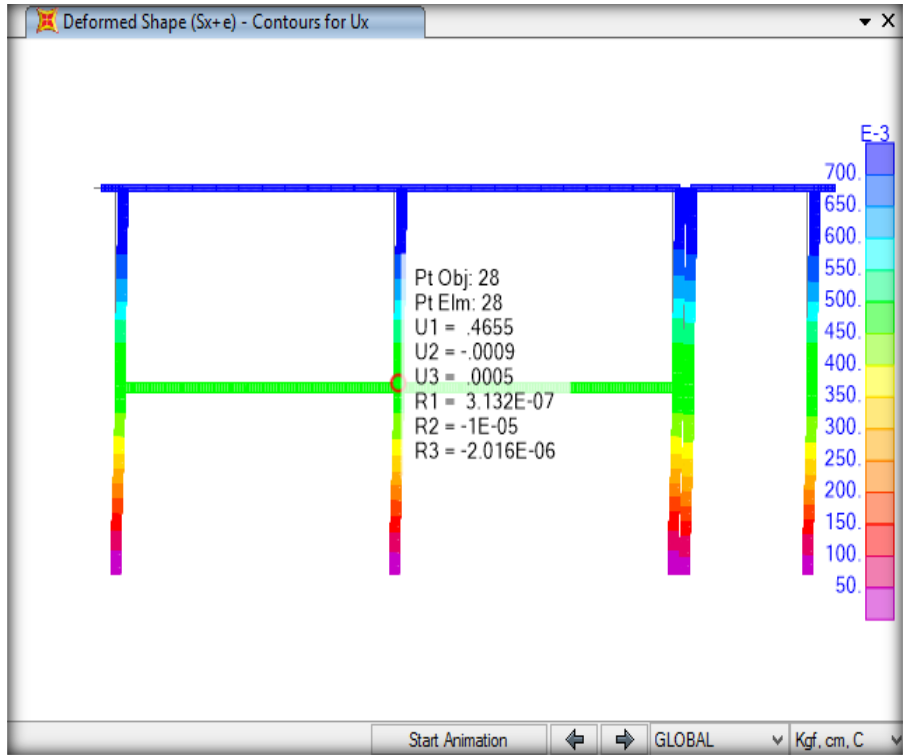 Deformed Shape (Sx+e) - Contours for Ux
E-3
700.
650.
600.
550.
500.
450.
400.
350.
300.
250.
200.
150.
100.
50.
Pt Obj: 28
Pt Elm: 28
U1 = .4655
U2 = -.0009
U3 = .0005
R1 = 3.132E-07
R2 = -1E-05
R3 = -2.016E-06
Start Animation
GLOBAL
Kgf, cm, C